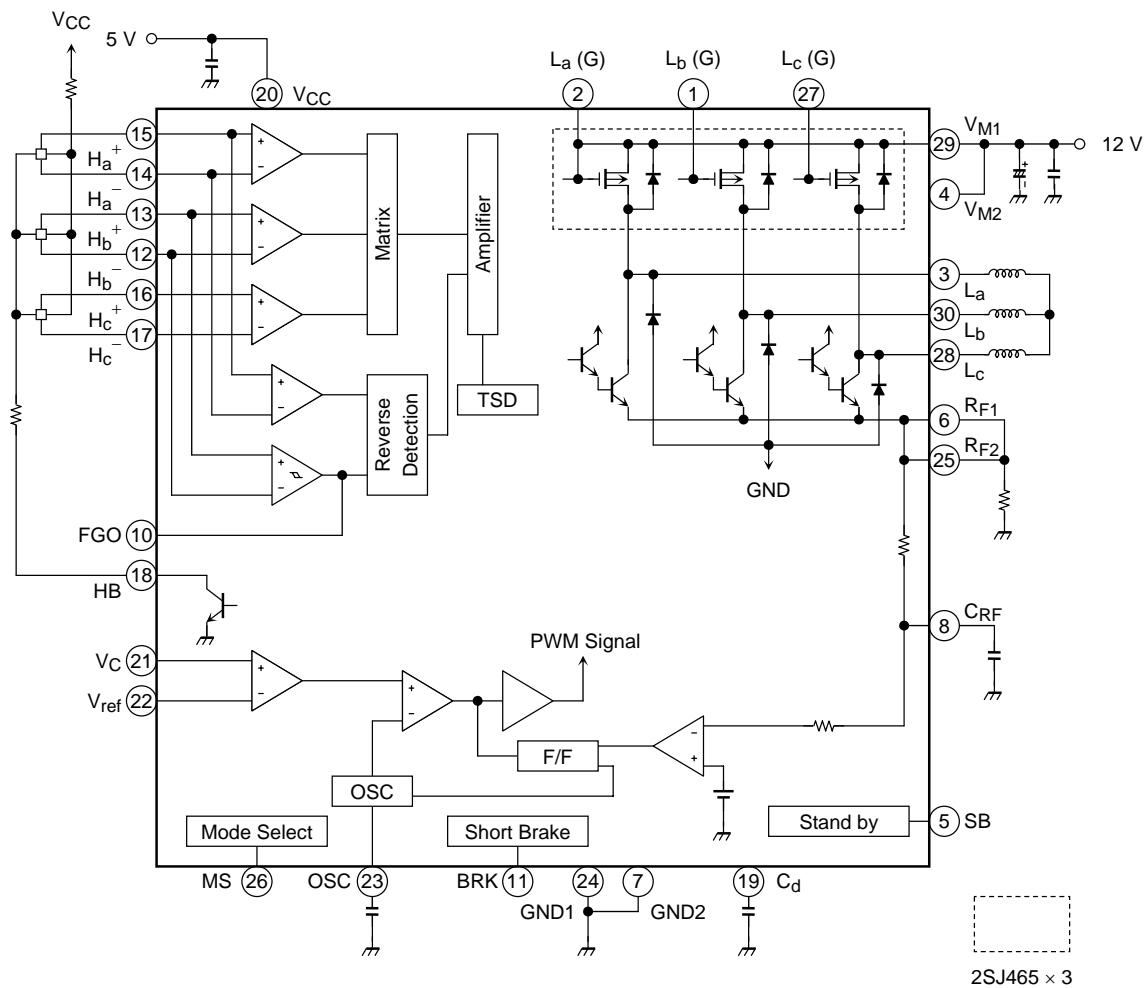 VCC
5 V
20
VCC
La (G)
Lb (G)
Lc (G)
2
1
27
15
Ha+
14
Ha−
13
Hb+
12
Hb−
16
Hc+
17
Hc−
+
−
+
−
+
−
Matrix
Amplifier
TSD
+
−
+
−
Reverse
Detection
29
VM1
12 V
+
−
4
VM2
3
La
30
Lb
28
Lc
6
RF1
25
RF2
GND
FGO
10
18
HB
8
CRF
VC
21
Vref
22
+
−
+
−
PWM Signal
F/F
−
+
OSC
Mode Select
Short Brake
Stand by
5
SB
MS
26
OSC
23
BRK
11
24
7
19
Cd
GND1
GND2
2SJ465 × 3